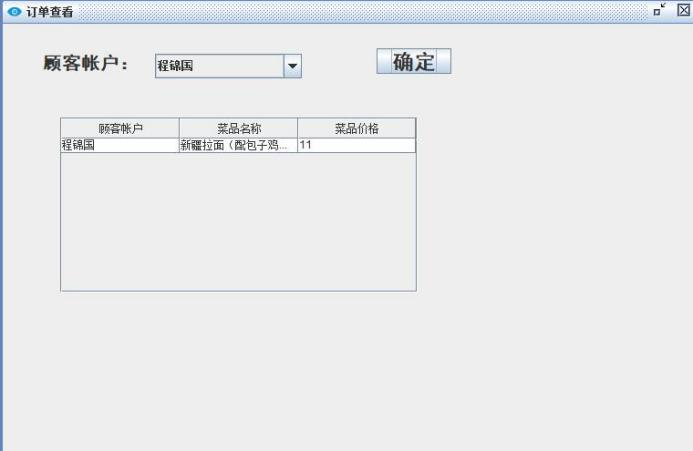 订单查看
顾客帐户： 程锦国 确定
顾客帐户 菜品名称 菜品价格
程锦国 新疆拉面（配包子鸡... 11